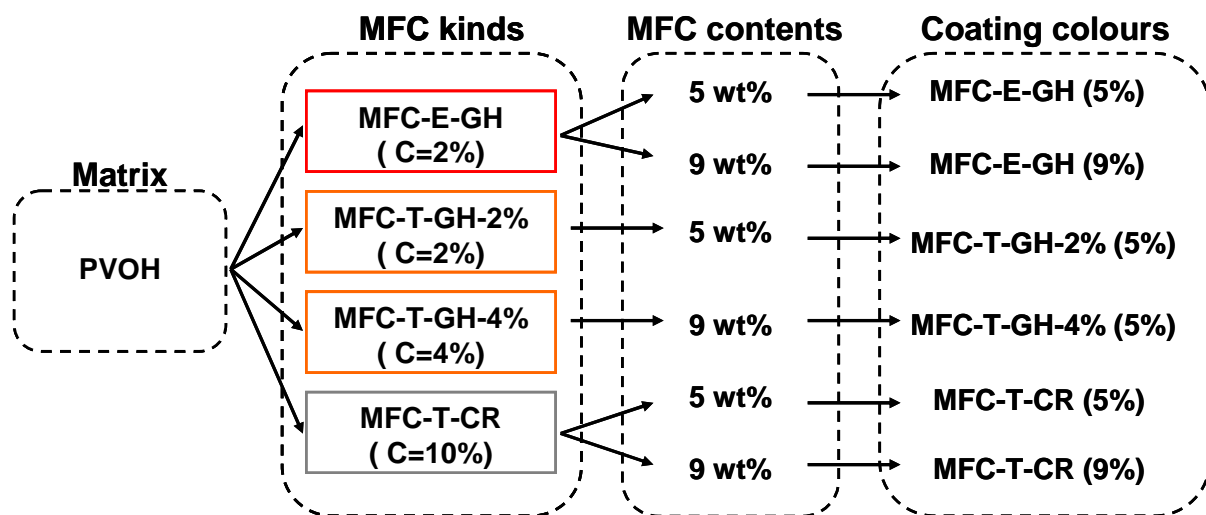 MFC kinds
MFC contents
Coating colours
Matrix
PVOH
MFC-E-GH
( C=2%)
MFC-T-GH-2%
( C=2%)
MFC-T-GH-4%
( C=4%)
MFC-T-CR
( C=10%)
5 wt%
9 wt%
5 wt%
9 wt%
5 wt%
9 wt%
MFC-E-GH (5%)
MFC-E-GH (9%)
MFC-T-GH-2% (5%)
MFC-T-GH-4% (5%)
MFC-T-CR (5%)
MFC-T-CR (9%)